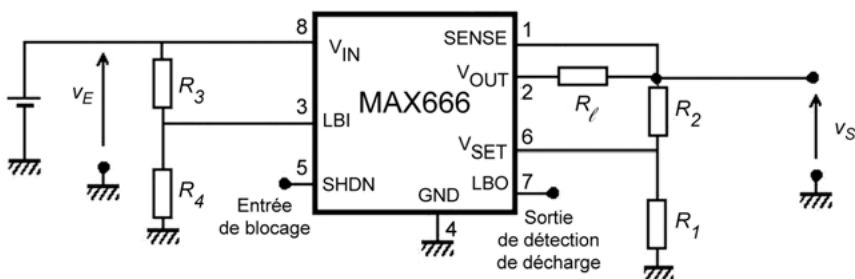 8
V_IN
SENSE
1
v_E
R_3
V_OUT
2
R_ℓ
MAX666
3
LBI
R_2
v_S
V_SET
6
5
SHDN
R_4
LBO
7
GND
4
Entrée
de blocage
Sortie
de détection
de décharge
R_1